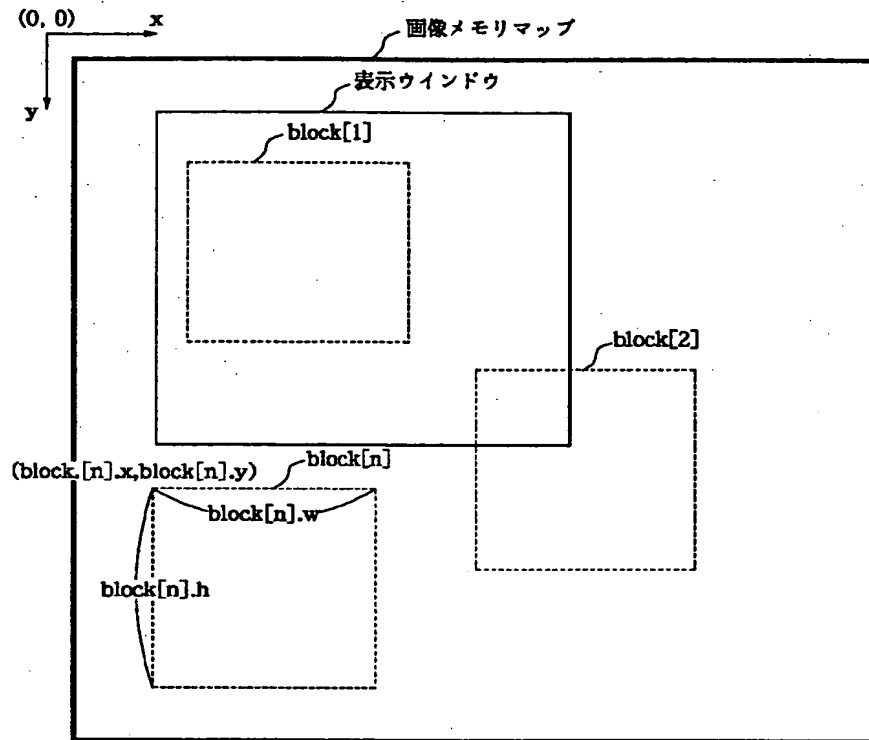 (0, 0)
x
画像メモリマップ
y
表示ウインドウ
block[1]
block[2]
block[n]
(block.[n].x,block[n].y)
block[n].w
block[n].h